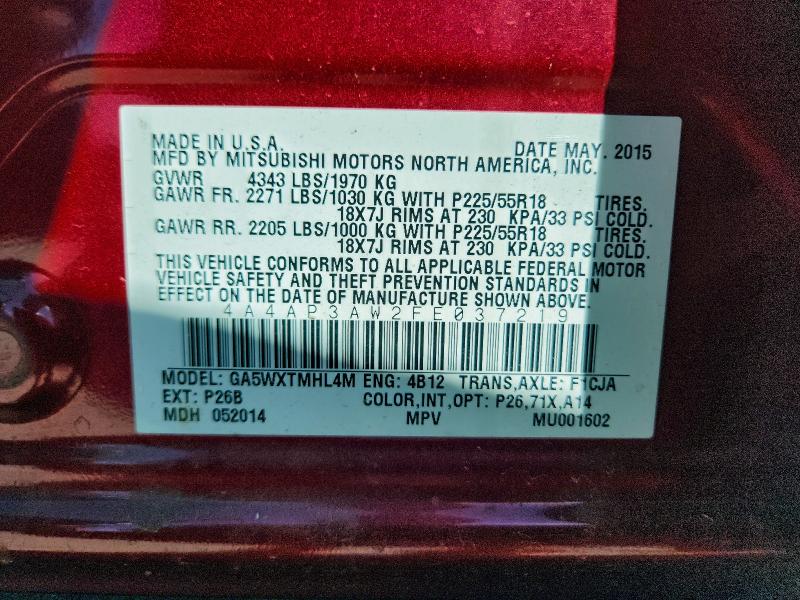 MADE IN U.S.A. DATE MAY. 2015
MFD BY MITSUBISHI MOTORS NORTH AMERICA, INC.
GVWR 4343 LBS/1970 KG
GAWR FR. 2271 LBS/1030 KG WITH P225/55R18 TIRES.
18X7J RIMS AT 230 KPA/33 PSI COLD.
GAWR RR. 2205 LBS/1000 KG WITH P225/55R18 TIRES.
18X7J RIMS AT 230 KPA/33 PSI COLD.
THIS VEHICLE CONFORMS TO ALL APPLICABLE FEDERAL MOTOR
VEHICLE SAFETY AND THEFT PREVENTION STANDARDS IN
EFFECT ON THE DATE OF MANUFACTURE SHOWN ABOVE.
4A4AP3AW2FE037219
MODEL: GA5WXTMHL4M ENG: 4B12 TRANS,AXLE: F1CJA
EXT: P26B COLOR,INT,OPT: P26,71X,A14
MDH 052014 MPV MU001602